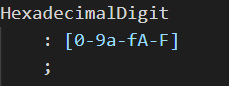 HexadecimalDigit
: [0-9a-fA-F]
;